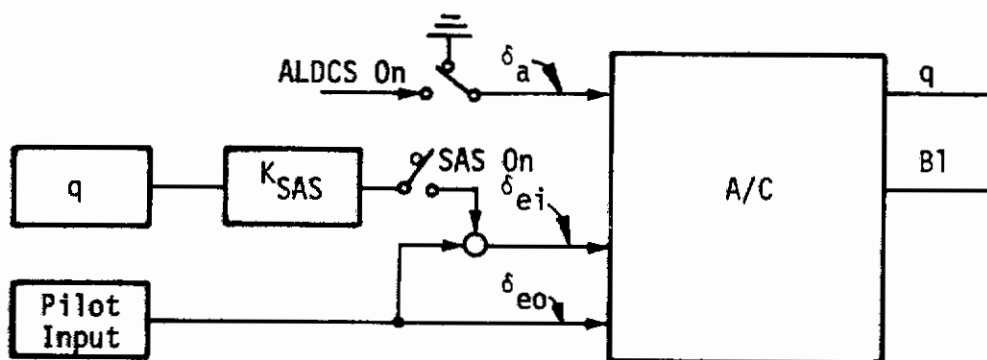 ALDCS On
δa
q
q
KSAS
SAS On
δei
B1
A/C
Pilot
Input
δeo